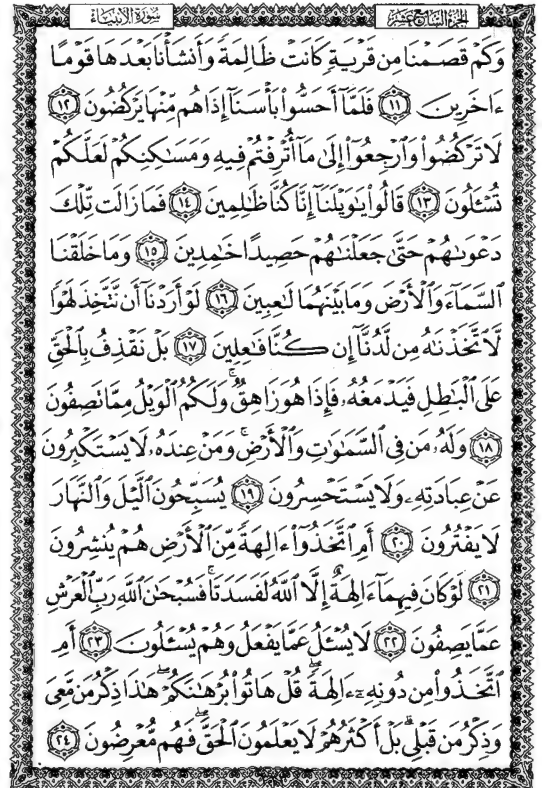 الجزء السابع عشر
سورة الأنبياء
وَكَمْ قَصَمْنَا مِن قَرْيَةٍ كَانَتْ ظَالِمَةً وَأَنشَأْنَا بَعْدَهَا قَوْمًا
ءَاخَرِينَ ۝١١ فَلَمَّآ أَحَسُّوا۟ بَأْسَنَآ إِذَا هُم مِّنْهَا يَرْكُضُونَ ۝١٢
لَا تَرْكُضُوا۟ وَٱرْجِعُوٓا۟ إِلَىٰ مَآ أُتْرِفْتُمْ فِيهِ وَمَسَٰكِنِكُمْ لَعَلَّكُمْ
تُسْـَٔلُونَ ۝١٣ قَالُوا۟ يَٰوَيْلَنَآ إِنَّا كُنَّا ظَٰلِمِينَ ۝١٤ فَمَا زَالَت تِّلْكَ
دَعْوَىٰهُمْ حَتَّىٰ جَعَلْنَٰهُمْ حَصِيدًا خَٰمِدِينَ ۝١٥ وَمَا خَلَقْنَا
ٱلسَّمَآءَ وَٱلْأَرْضَ وَمَا بَيْنَهُمَا لَٰعِبِينَ ۝١٦ لَوْ أَرَدْنَآ أَن نَّتَّخِذَ لَهْوًا
لَّٱتَّخَذْنَٰهُ مِن لَّدُنَّآ إِن كُنَّا فَٰعِلِينَ ۝١٧ بَلْ نَقْذِفُ بِٱلْحَقِّ
عَلَى ٱلْبَٰطِلِ فَيَدْمَغُهُۥ فَإِذَا هُوَ زَاهِقٌ ۚ وَلَكُمُ ٱلْوَيْلُ مِمَّا تَصِفُونَ
۝١٨ وَلَهُۥ مَن فِى ٱلسَّمَٰوَٰتِ وَٱلْأَرْضِ ۚ وَمَنْ عِندَهُۥ لَا يَسْتَكْبِرُونَ
عَنْ عِبَادَتِهِۦ وَلَا يَسْتَحْسِرُونَ ۝١٩ يُسَبِّحُونَ ٱلَّيْلَ وَٱلنَّهَارَ
لَا يَفْتُرُونَ ۝٢٠ أَمِ ٱتَّخَذُوٓا۟ ءَالِهَةً مِّنَ ٱلْأَرْضِ هُمْ يُنشِرُونَ
۝٢١ لَوْ كَانَ فِيهِمَآ ءَالِهَةٌ إِلَّا ٱللَّهُ لَفَسَدَتَا ۚ فَسُبْحَٰنَ ٱللَّهِ رَبِّ ٱلْعَرْشِ
عَمَّا يَصِفُونَ ۝٢٢ لَا يُسْـَٔلُ عَمَّا يَفْعَلُ وَهُمْ يُسْـَٔلُونَ ۝٢٣ أَمِ
ٱتَّخَذُوا۟ مِن دُونِهِۦٓ ءَالِهَةً ۖ قُلْ هَاتُوا۟ بُرْهَٰنَكُمْ ۖ هَٰذَا ذِكْرُ مَن مَّعِىَ
وَذِكْرُ مَن قَبْلِى ۗ بَلْ أَكْثَرُهُمْ لَا يَعْلَمُونَ ٱلْحَقَّ ۖ فَهُم مُّعْرِضُونَ ۝٢٤